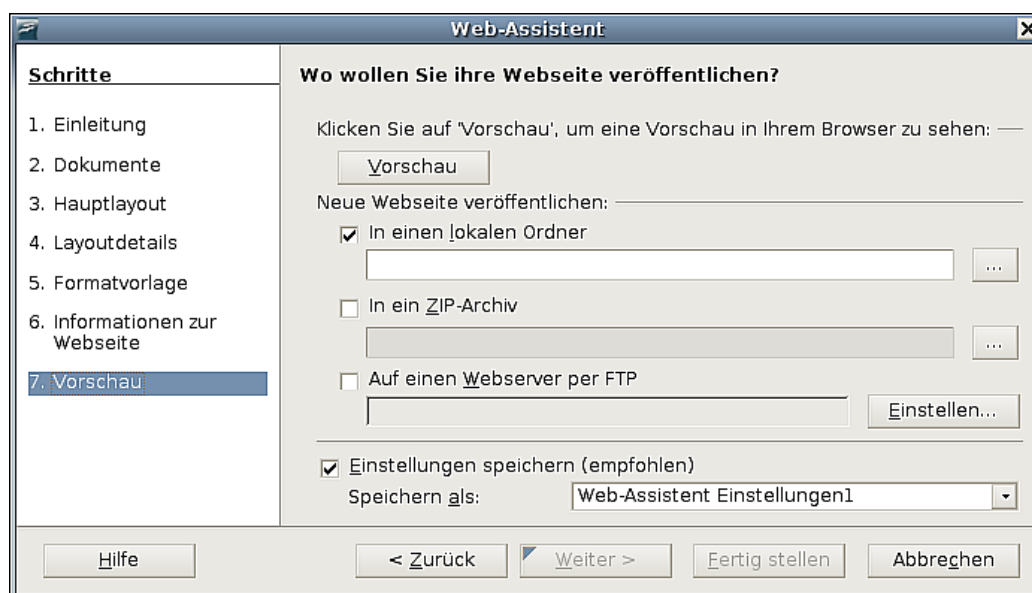 Web-Assistent
Schritte
1. Einleitung
2. Dokumente
3. Hauptlayout
4. Layoutdetails
5. Formatvorlage
6. Informationen zur
Webseite
7. Vorschau
Wo wollen Sie ihre Webseite veröffentlichen?
Klicken Sie auf 'Vorschau', um eine Vorschau in Ihrem Browser zu sehen:
Vorschau
Neue Webseite veröffentlichen:
In einen lokalen Ordner
...
In ein ZIP-Archiv
...
Auf einen Webserver per FTP
Einstellen...
Einstellungen speichern (empfohlen)
Speichern als: Web-Assistent Einstellungen1
Hilfe < Zurück Weiter > Fertig stellen Abbrechen